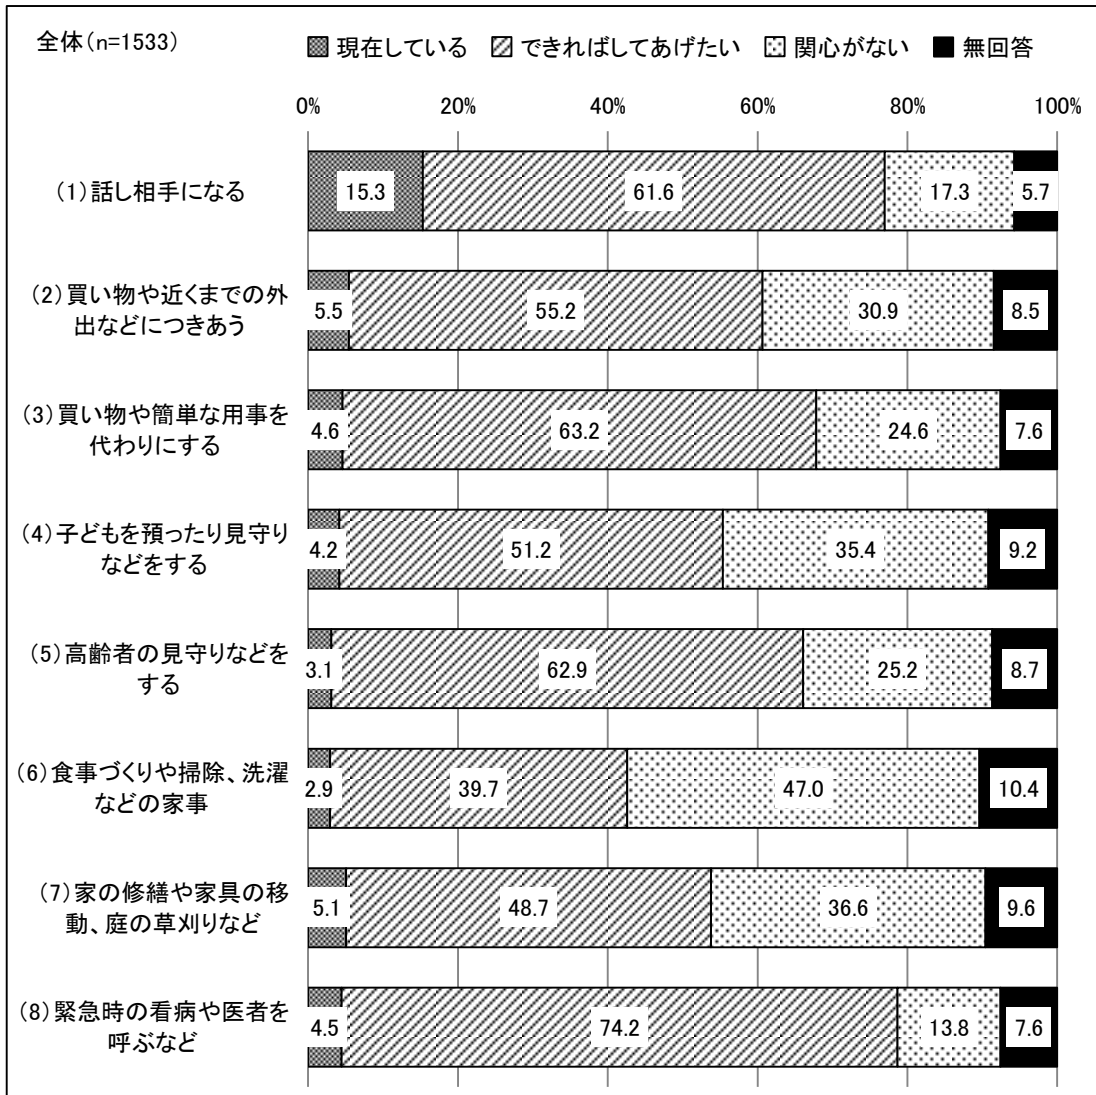 全体(n=1533)
現在している できればしてあげたい 関心がない 無回答
0% 20% 40% 60% 80% 100%
(1)話し相手になる
15.3 61.6 17.3 5.7
(2)買い物や近くまでの外
出などにつきあう
5.5 55.2 30.9 8.5
(3)買い物や簡単な用事を
代わりにする
4.6 63.2 24.6 7.6
(4)子どもを預ったり見守り
などをする
4.2 51.2 35.4 9.2
(5)高齢者の見守りなどを
する
3.1 62.9 25.2 8.7
(6)食事づくりや掃除、洗濯
などの家事
2.9 39.7 47.0 10.4
(7)家の修繕や家具の移
動、庭の草刈りなど
5.1 48.7 36.6 9.6
(8)緊急時の看病や医者を
呼ぶなど
4.5 74.2 13.8 7.6